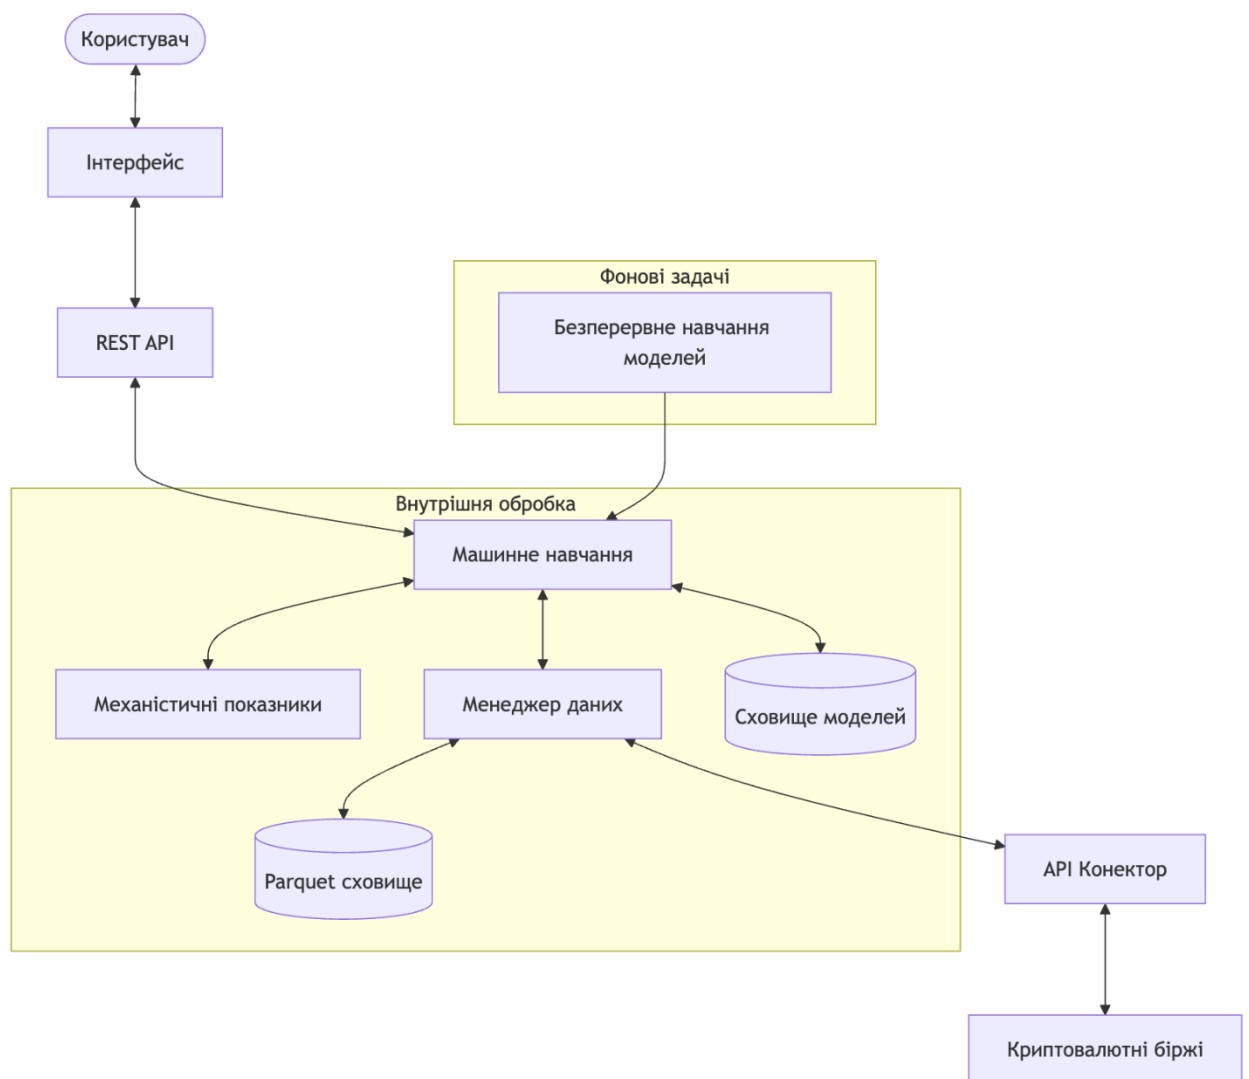 Користувач
Інтерфейс
REST API
Фонові задачі
Безперервне навчання
моделей
Внутрішня обробка
Машинне навчання
Механістичні показники
Менеджер даних
Сховище моделей
Parquet сховище
API Конектор
Криптовалютні біржі